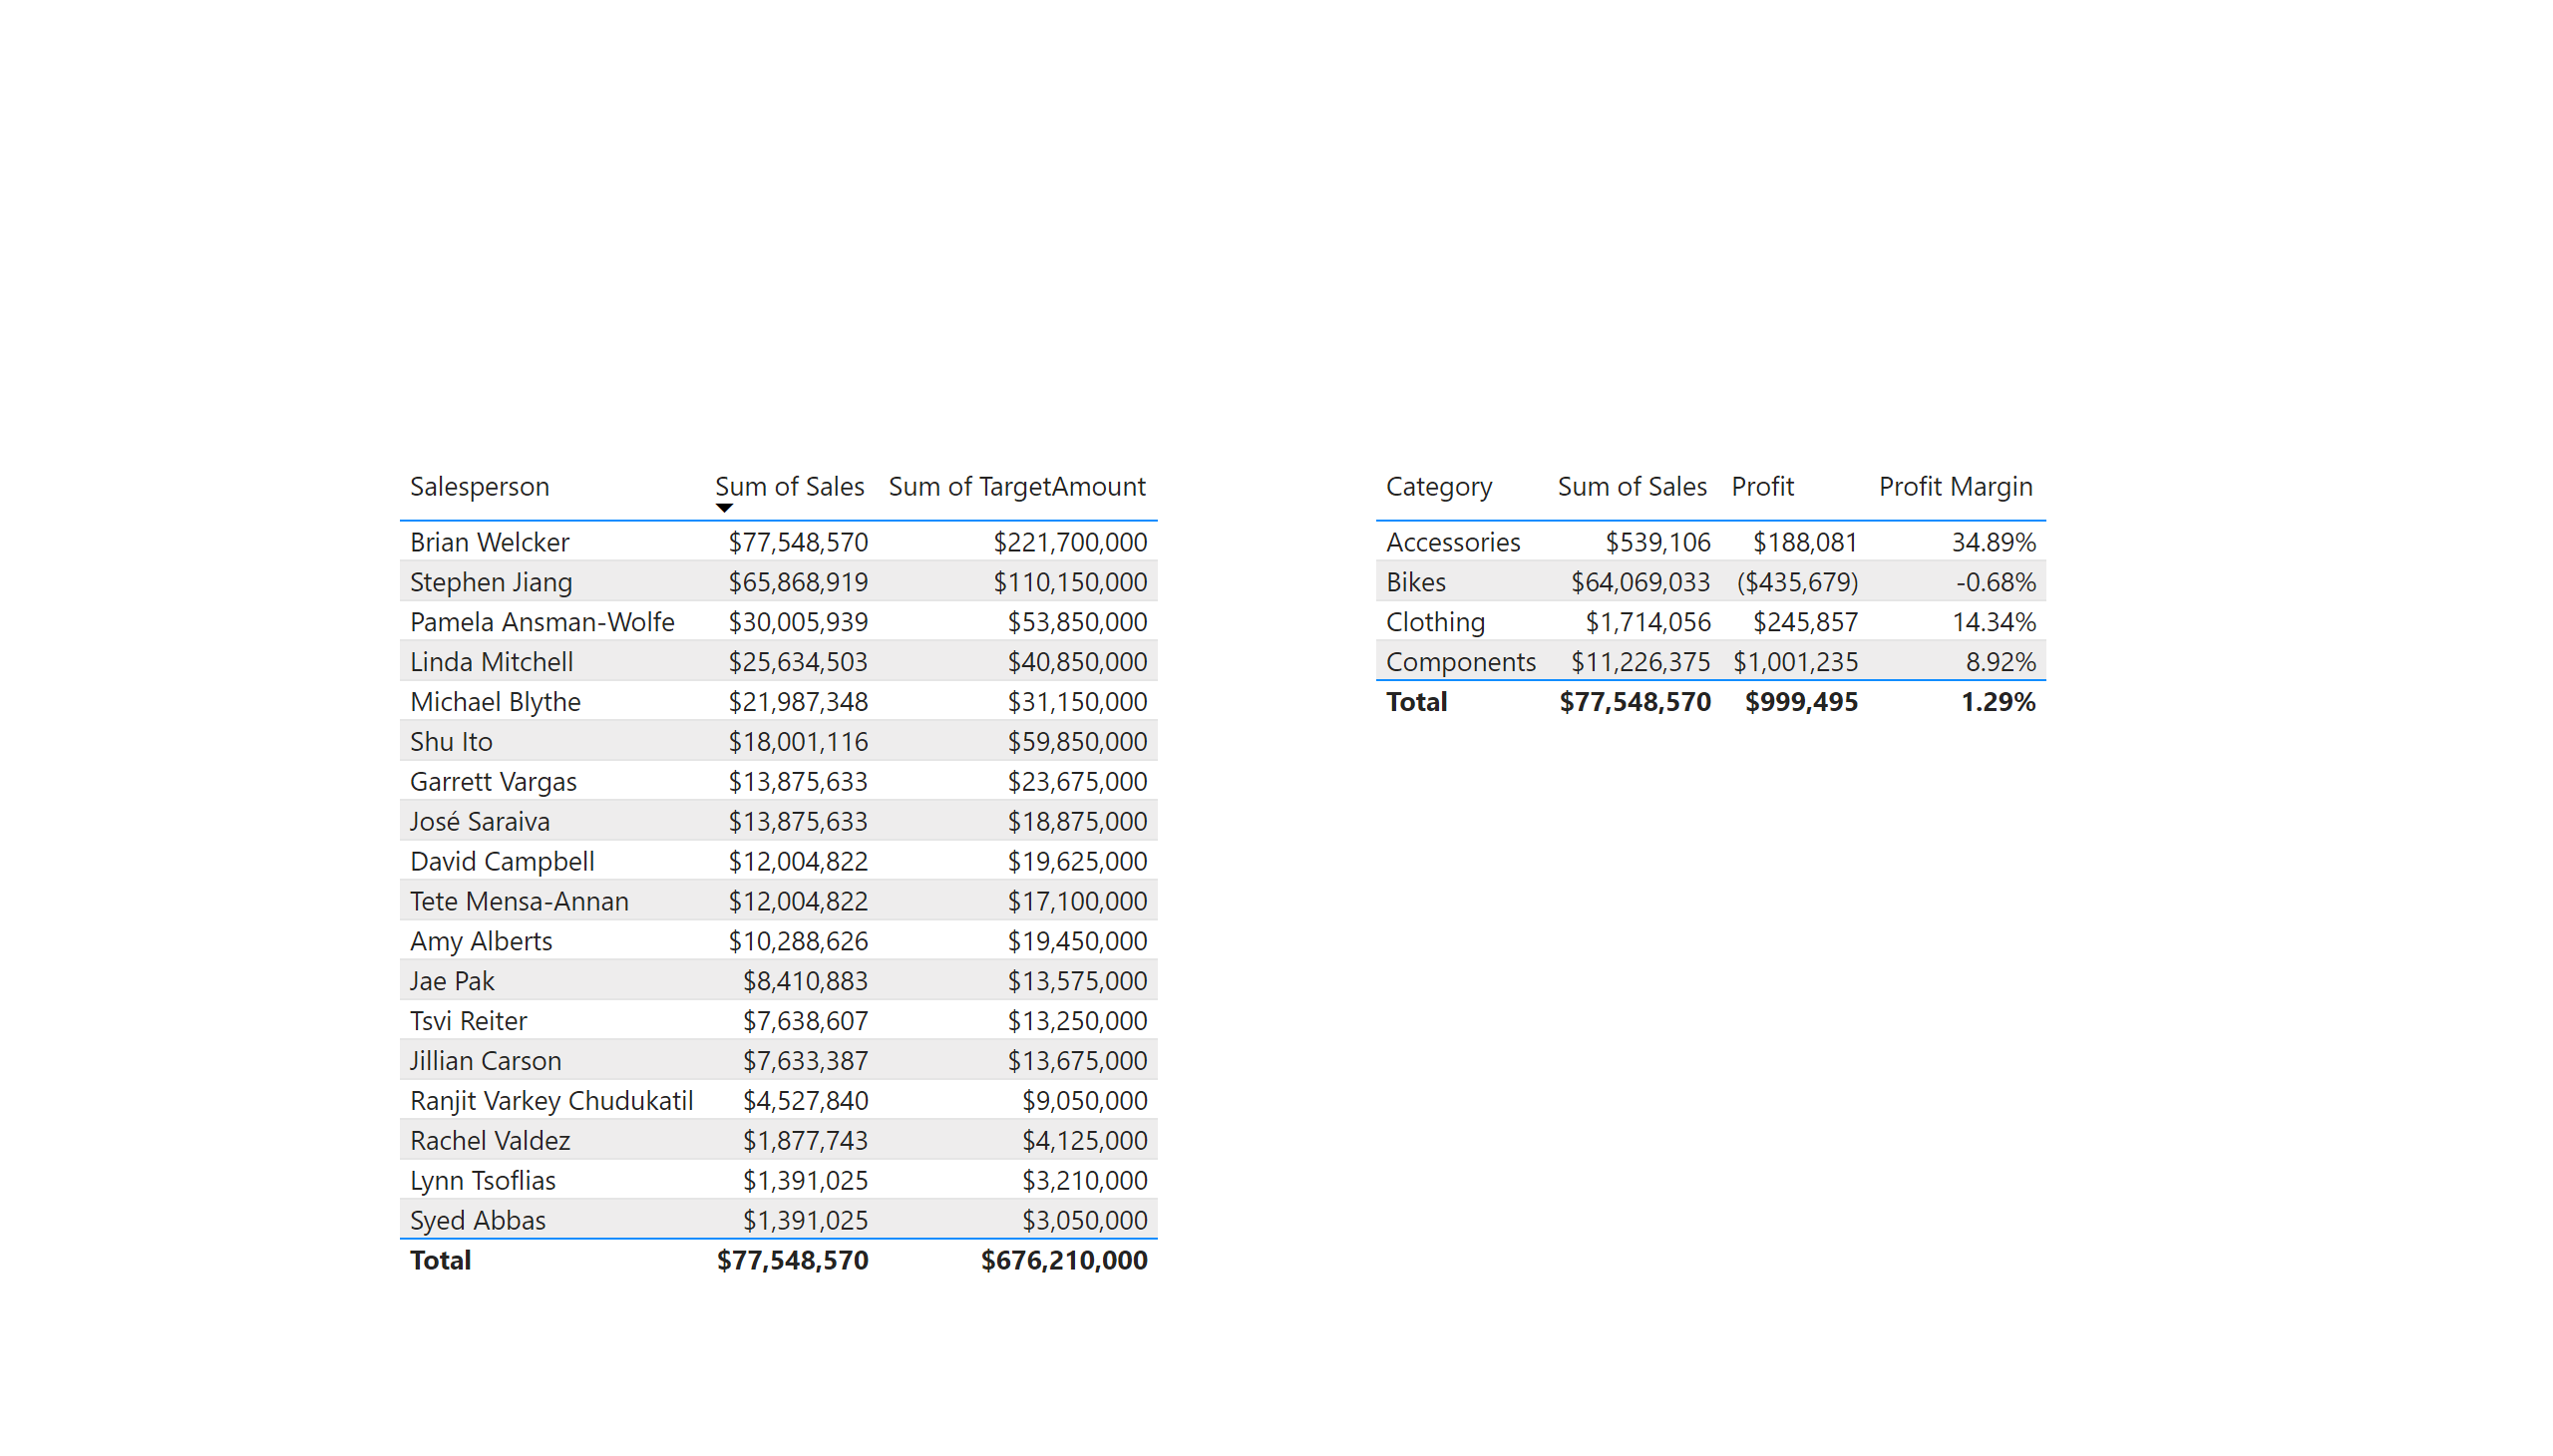 Salesperson Sum of Sales Sum of TargetAmount
Brian Welcker $77,548,570 $221,700,000
Stephen Jiang $65,868,919 $110,150,000
Pamela Ansman-Wolfe $30,005,939 $53,850,000
Linda Mitchell $25,634,503 $40,850,000
Michael Blythe $21,987,348 $31,150,000
Shu Ito $18,001,116 $59,850,000
Garrett Vargas $13,875,633 $23,675,000
José Saraiva $13,875,633 $18,875,000
David Campbell $12,004,822 $19,625,000
Tete Mensa-Annan $12,004,822 $17,100,000
Amy Alberts $10,288,626 $19,450,000
Jae Pak $8,410,883 $13,575,000
Tsvi Reiter $7,638,607 $13,250,000
Jillian Carson $7,633,387 $13,675,000
Ranjit Varkey Chudukatil $4,527,840 $9,050,000
Rachel Valdez $1,877,743 $4,125,000
Lynn Tsoflias $1,391,025 $3,210,000
Syed Abbas $1,391,025 $3,050,000
Total $77,548,570 $676,210,000
Category Sum of Sales Profit Profit Margin
Accessories $539,106 $188,081 34.89%
Bikes $64,069,033 ($435,679) -0.68%
Clothing $1,714,056 $245,857 14.34%
Components $11,226,375 $1,001,235 8.92%
Total $77,548,570 $999,495 1.29%